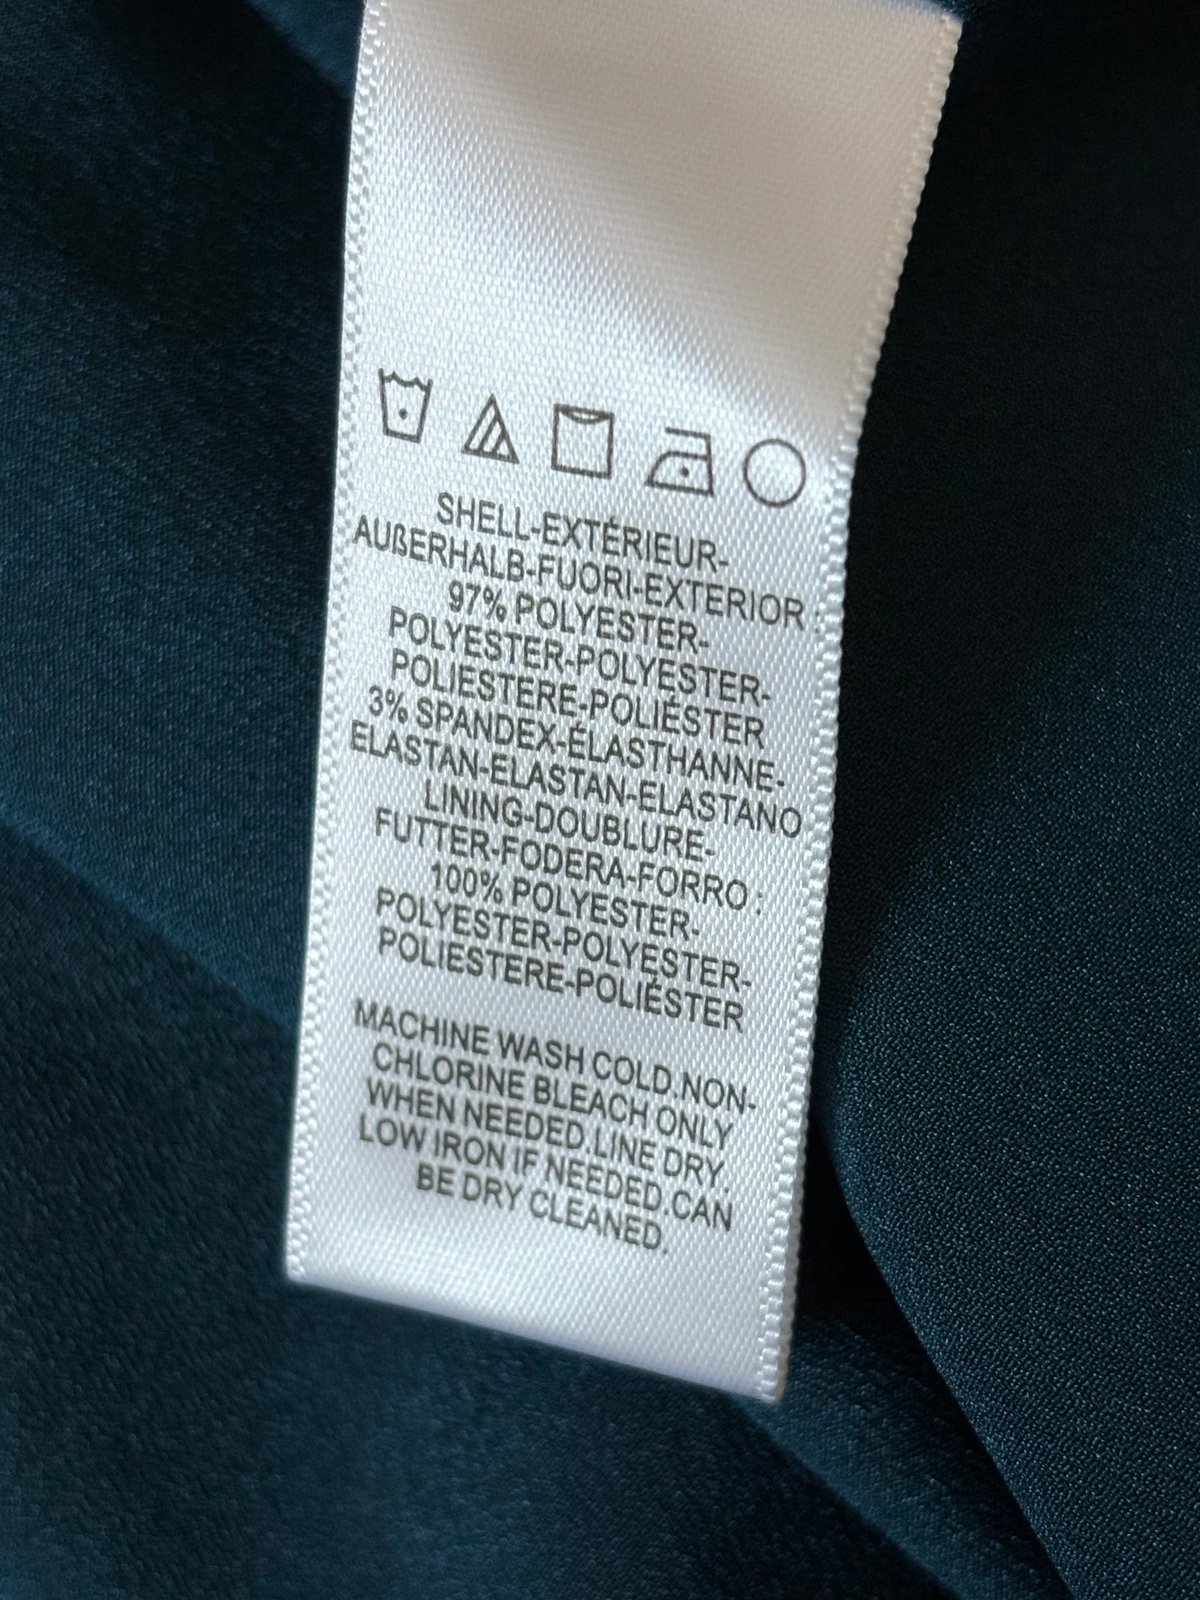 SHELL-EXTÉRIEUR-
AUßERHALB-FUORI-EXTERIOR
97% POLYESTER-
POLYESTER-POLYESTER-
POLIESTERE-POLIÉSTER
3% SPANDEX-ÉLASTHANNE-
ELASTAN-ELASTAN-ELASTANO
LINING-DOUBLURE-
FUTTER-FODERA-FORRO :
100% POLYESTER-
POLYESTER-POLYESTER-
POLIESTERE-POLIÉSTER
MACHINE WASH COLD.NON-
CHLORINE BLEACH ONLY
WHEN NEEDED.LINE DRY.
LOW IRON IF NEEDED.CAN
BE DRY CLEANED.